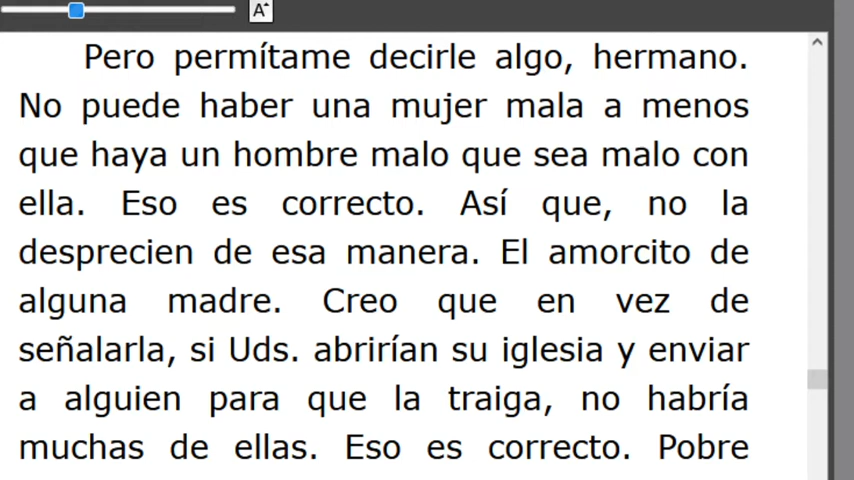 A
Pero permítame decirle algo, hermano.
No puede haber una mujer mala a menos
que haya un hombre malo que sea malo con
ella. Eso es correcto. Así que, no la
desprecien de esa manera. El amorcito de
alguna madre. Creo que en vez de
señalarla, si Uds. abrirían su iglesia y enviar
a alguien para que la traiga, no habría
muchas de ellas. Eso es correcto. Pobre